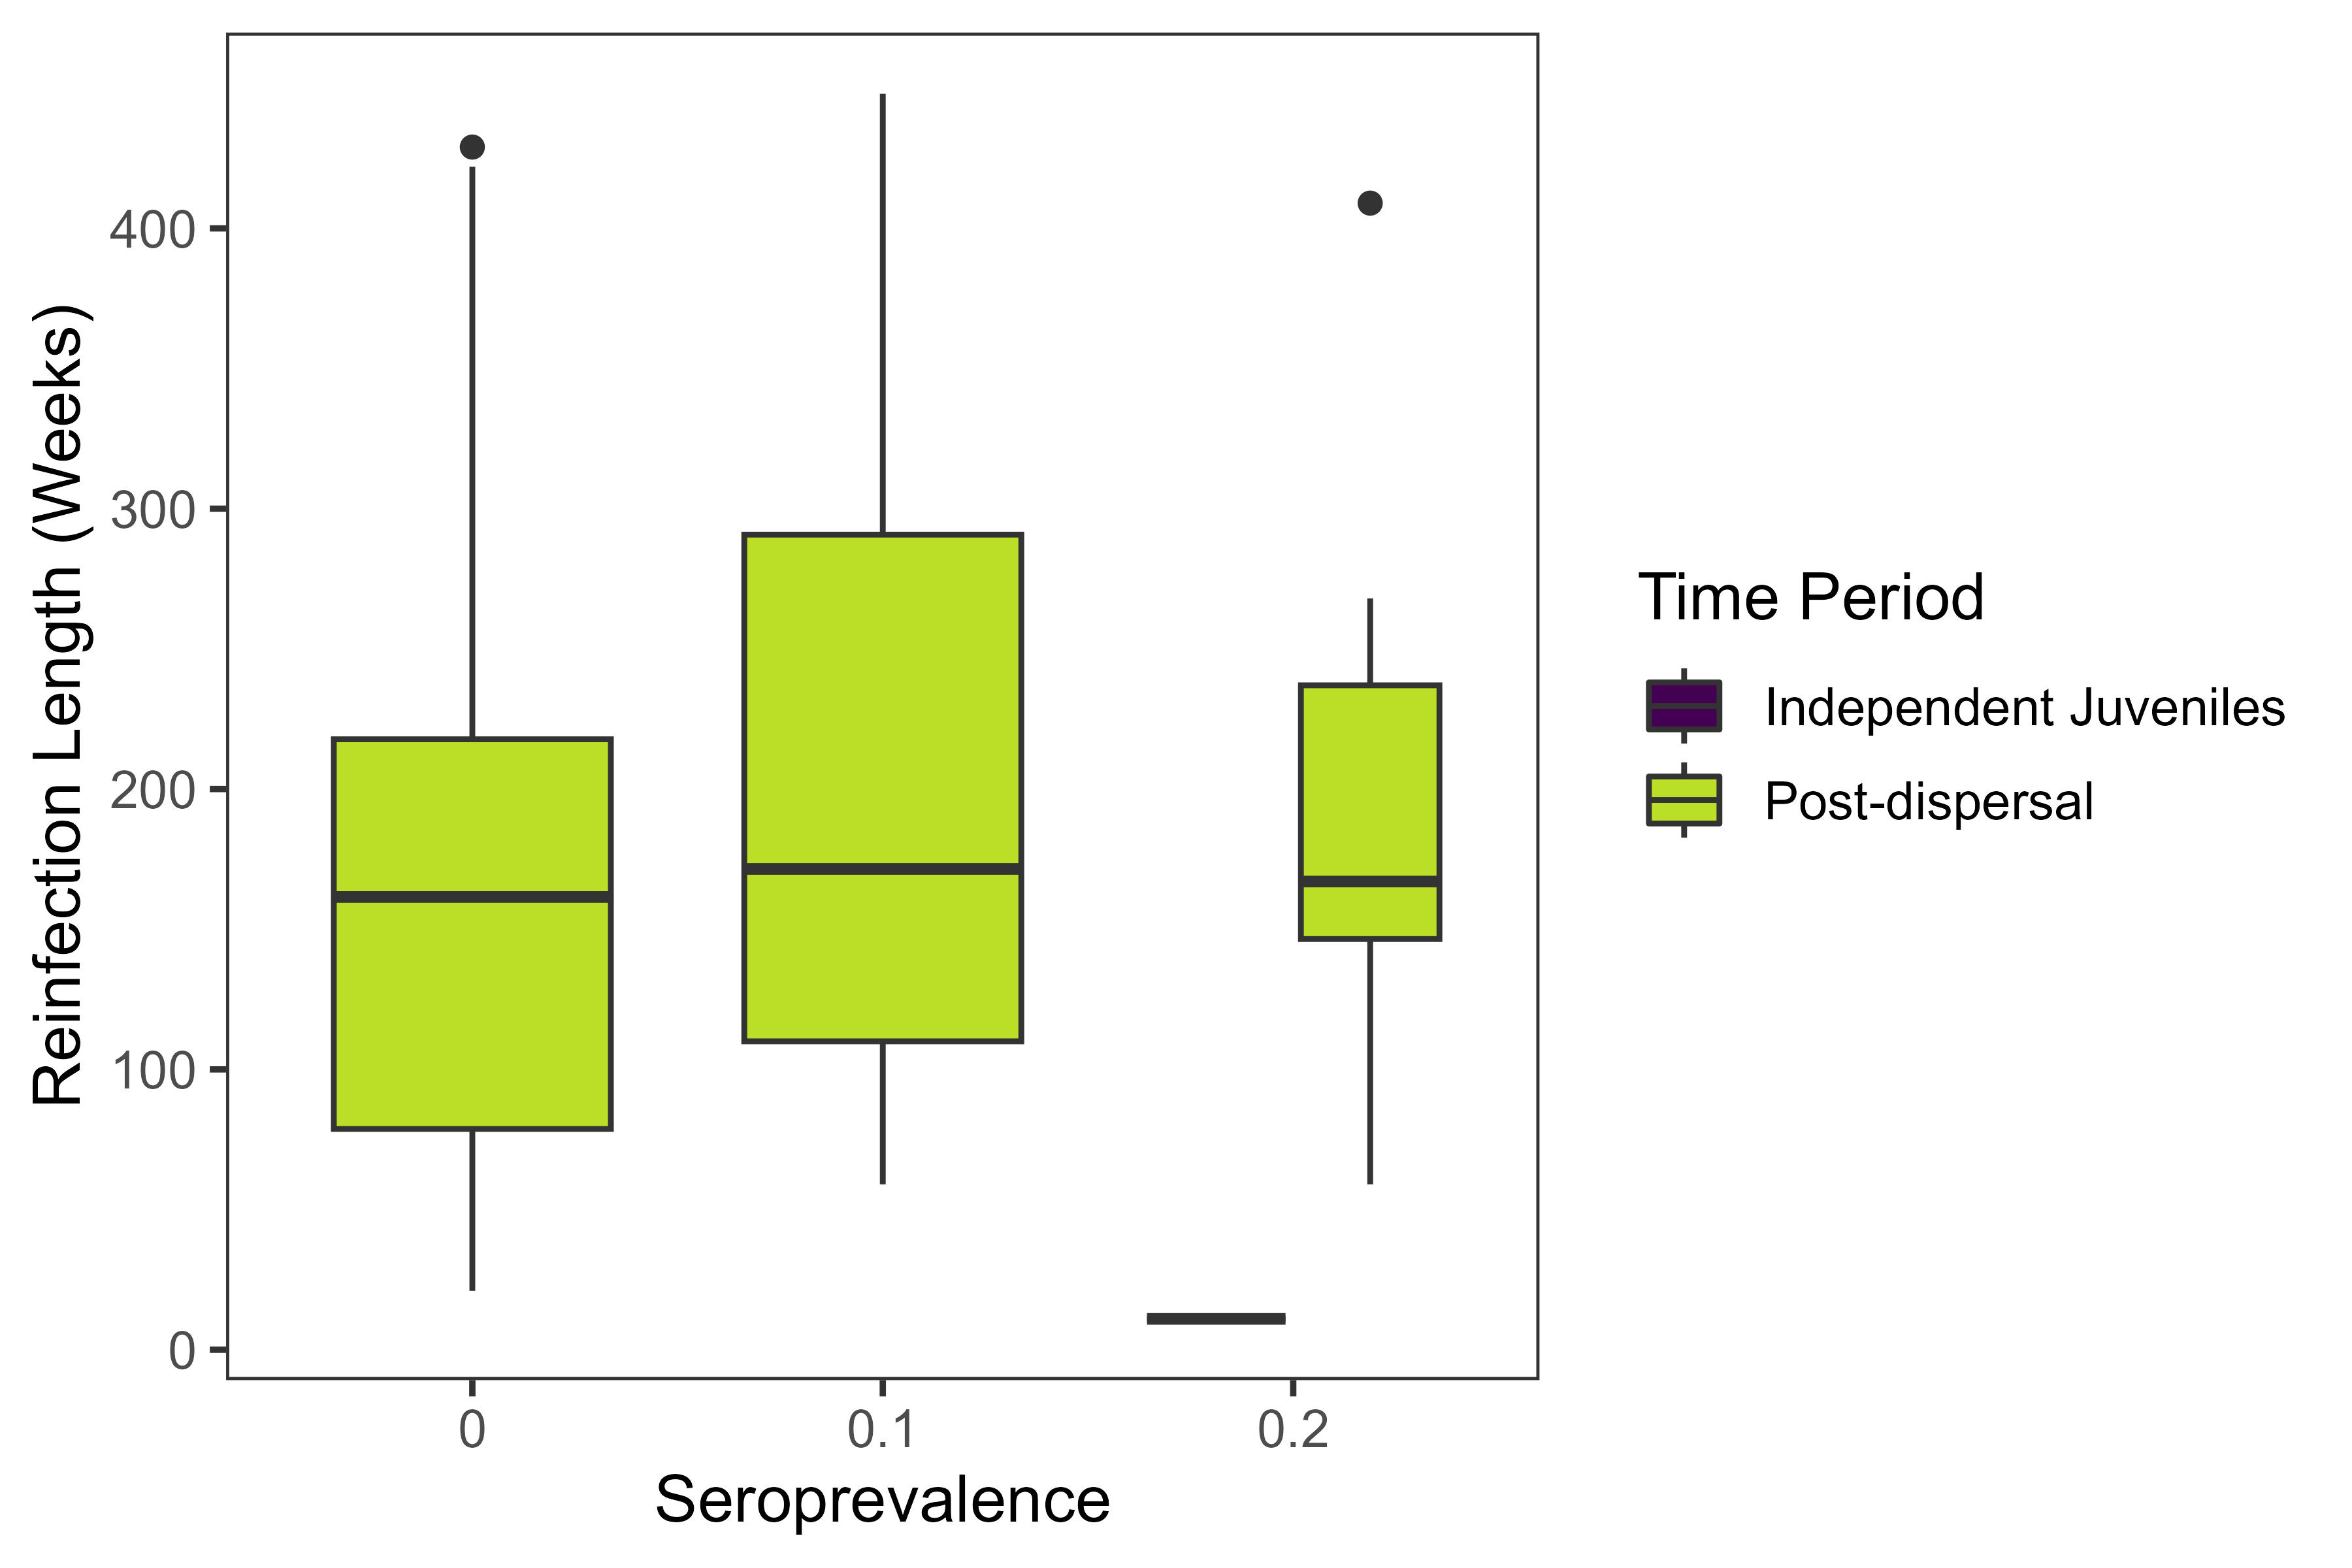 Reinfection Length (Weeks)
400
300
200
100
0
0 0.1 0.2
Seroprevalence
Time Period
Independent Juveniles
Post-dispersal